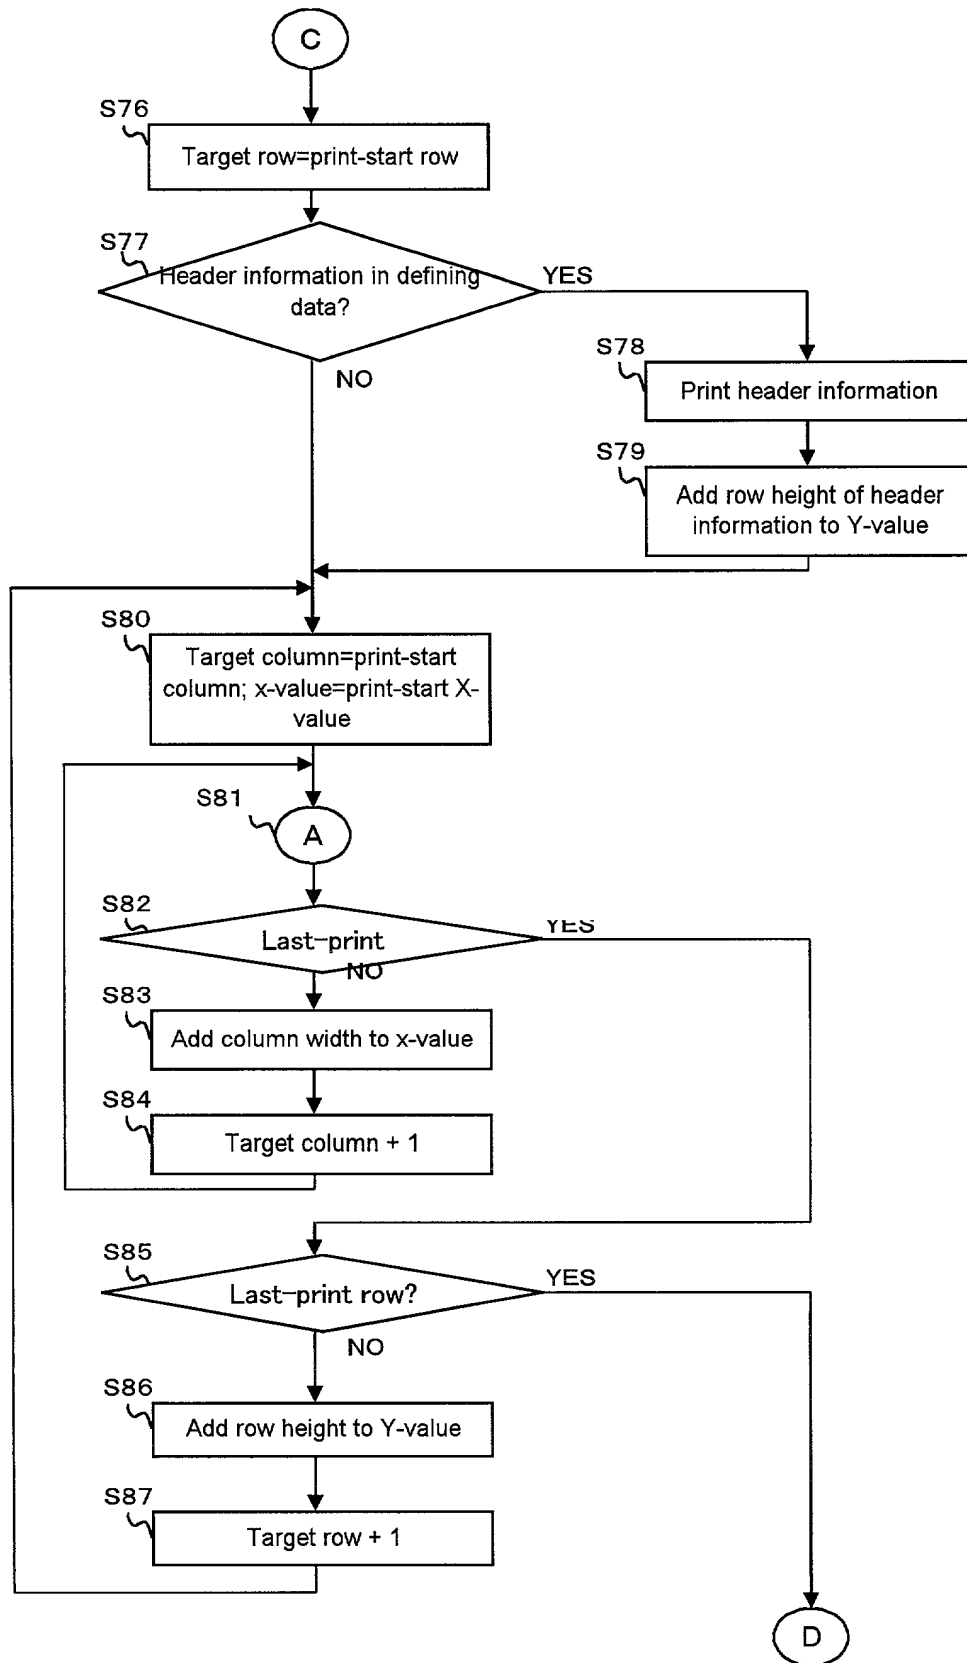 C
S76
Target row=print-start row
S77
Header information in defining
data?
YES
NO
S78
Print header information
S79
Add row height of header
information to Y-value
S80
Target column=print-start
column; x-value=print-start X-
value
S81
A
S82
Last-print
YES
NO
S83
Add column width to x-value
S84
Target column + 1
S85
Last-print row?
YES
NO
S86
Add row height to Y-value
S87
Target row + 1
D